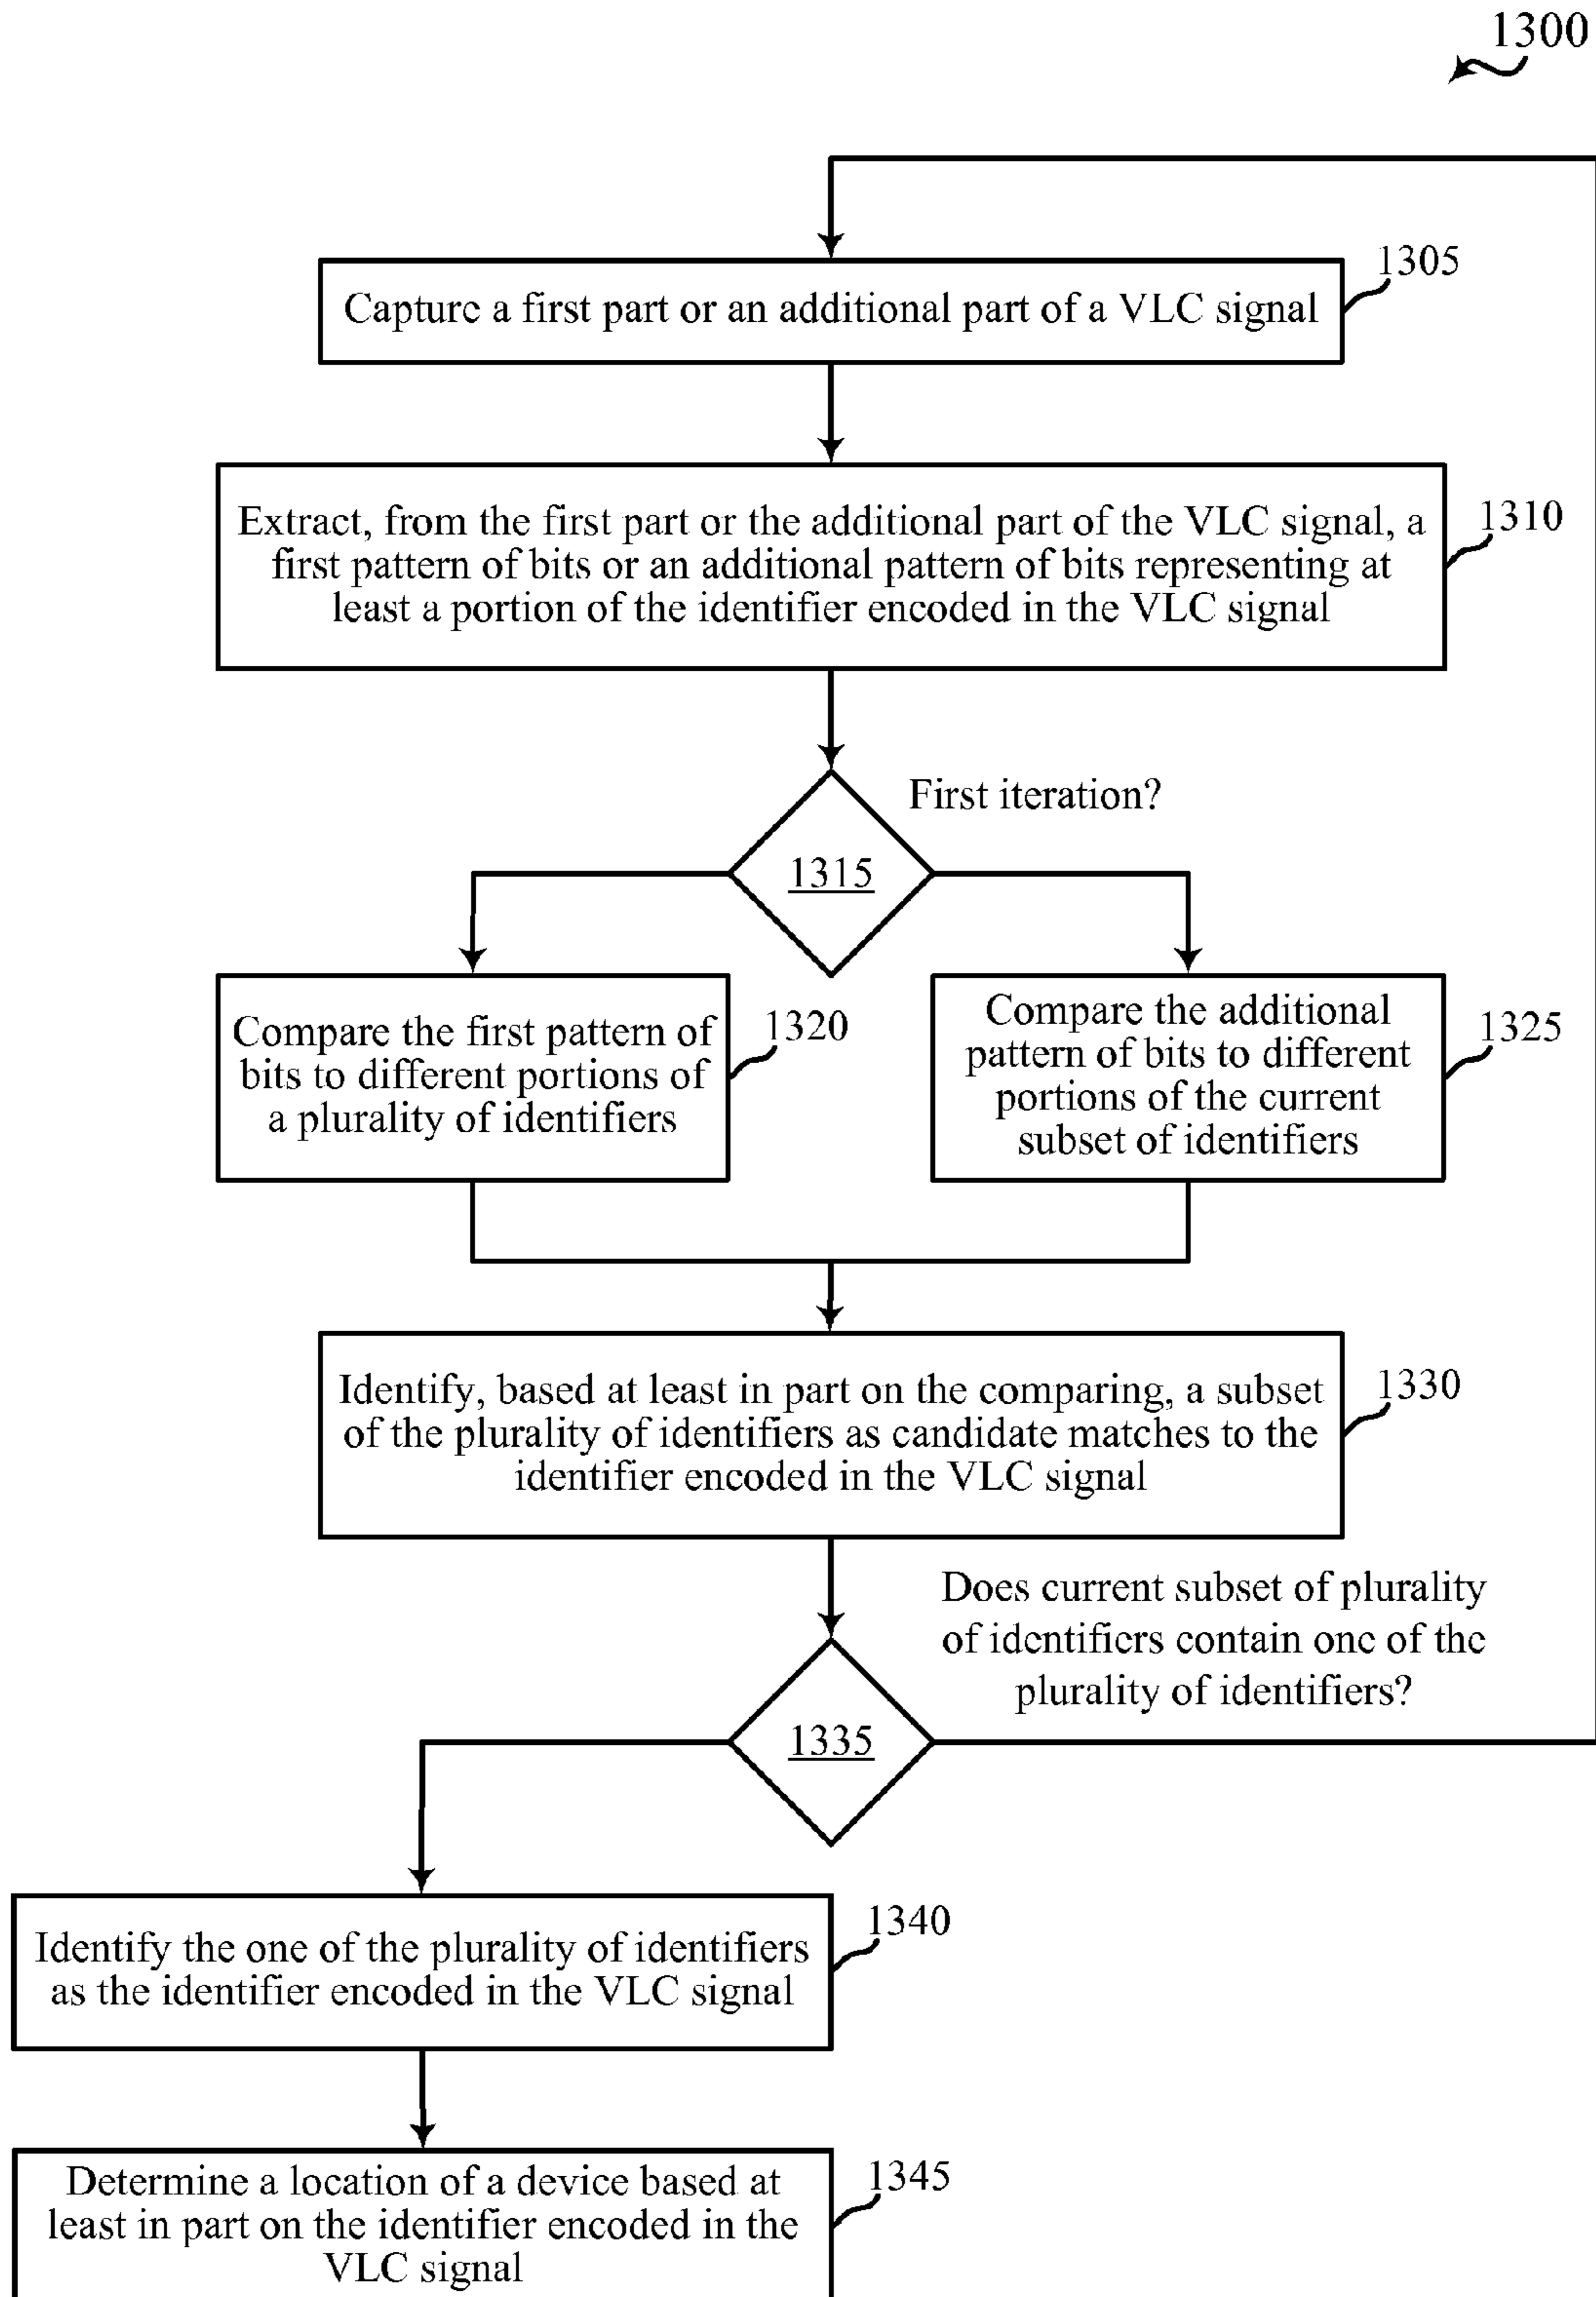 1300
Capture a first part or an additional part of a VLC signal
1305
Extract, from the first part or the additional part of the VLC signal, a
first pattern of bits or an additional pattern of bits representing at
least a portion of the identifier encoded in the VLC signal
1310
First iteration?
1315
Compare the first pattern of
bits to different portions of
a plurality of identifiers
1320
Compare the additional
pattern of bits to different
portions of the current
subset of identifiers
1325
Identify, based at least in part on the comparing, a subset
of the plurality of identifiers as candidate matches to the
identifier encoded in the VLC signal
1330
Does current subset of plurality
of identifiers contain one of the
plurality of identifiers?
1335
Identify the one of the plurality of identifiers
as the identifier encoded in the VLC signal
1340
Determine a location of a device based at
least in part on the identifier encoded in the
VLC signal
1345